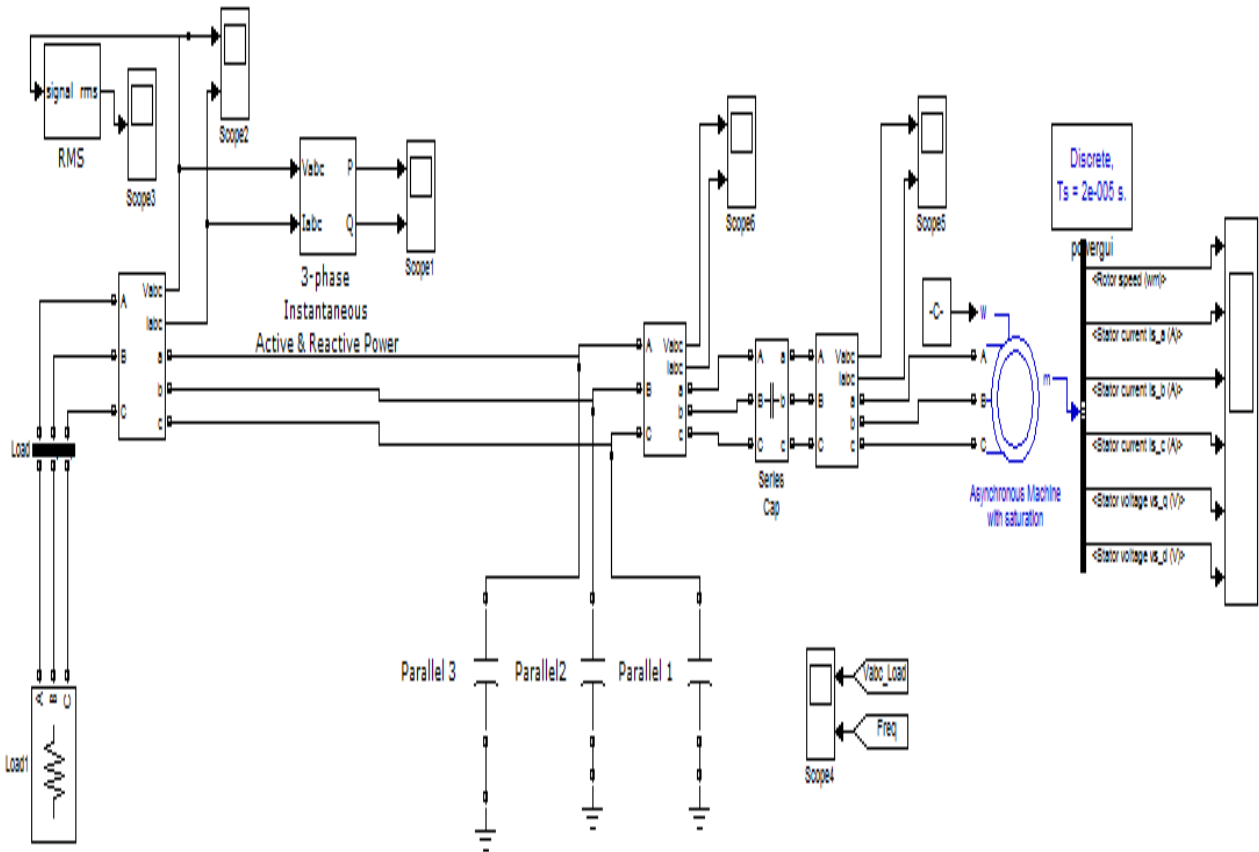 signal rms
RMS
Scope3
Scope2
Vabc P
Iabc Q
Scope1
3-phase
Instantaneous
Active & Reactive Power
A Vabc
Iabc
B a
b
C c
Load
A B C
Load1
Scope6
Scope5
Discrete,
Ts = 2e-005 s.
powergui
A Vabc
Iabc
B a
b
C c
A a
B b
C c
Series
Cap
A Vabc
Iabc
B a
b
C c
-C-
w
A
B
C
m
Asynchronous Machine
with saturation
<Rotor speed (wm)>
<Stator current is_a (A)>
<Stator current is_b (A)>
<Stator current is_c (A)>
<Stator voltage vs_q (V)>
<Stator voltage vs_d (V)>
Parallel 3
Parallel2
Parallel 1
Vabc_Load
Freq
Scope4